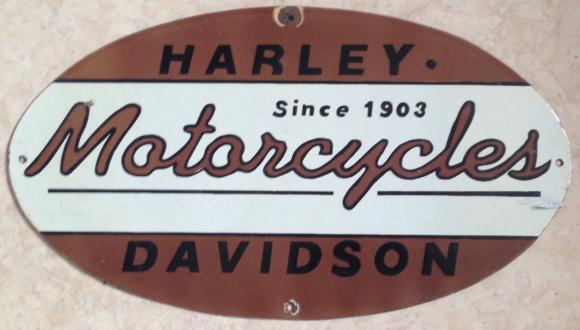 HARLEY·
Since 1903
Motorcycles
DAVIDSON